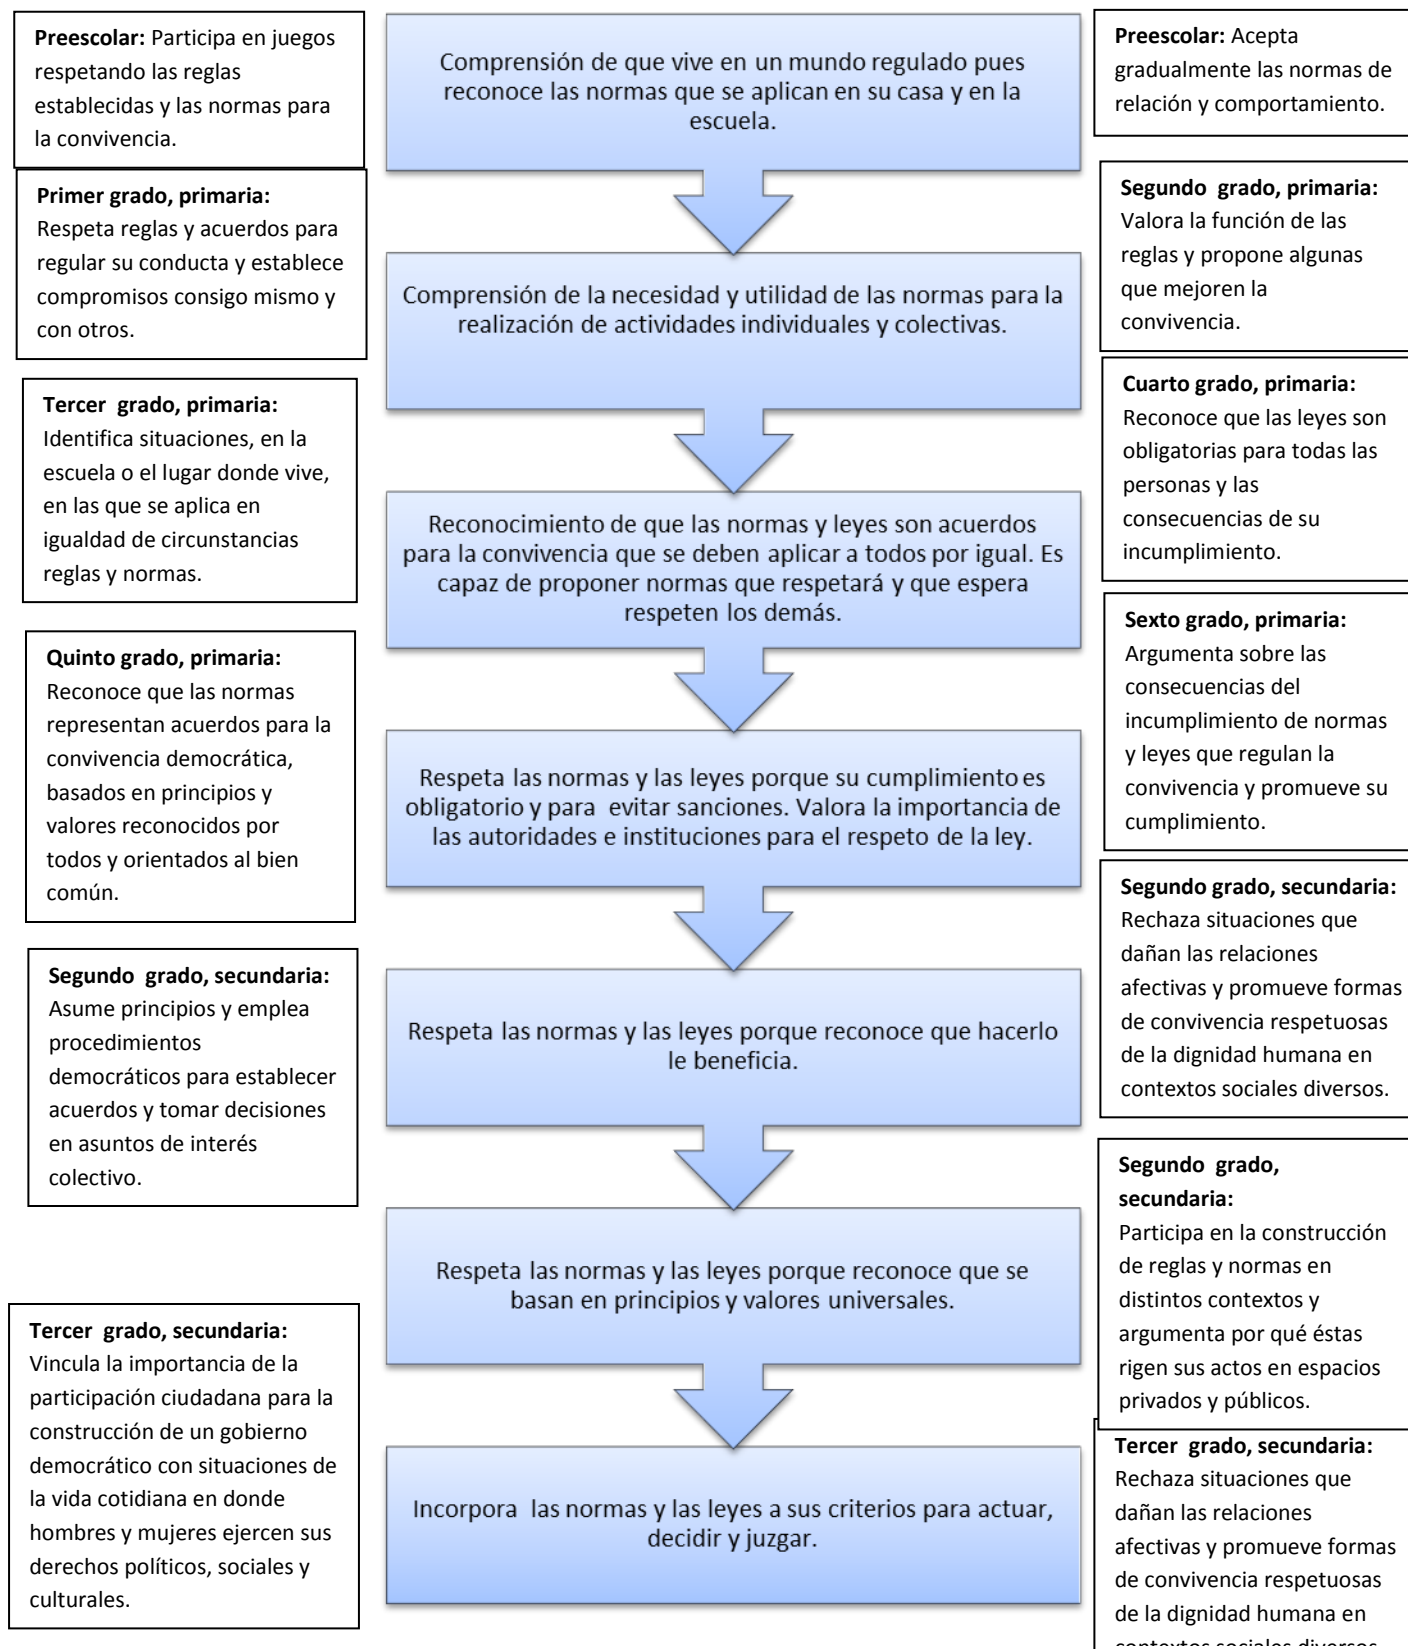 Preescolar: Participa en juegos
respetando las reglas
establecidas y las normas para
la convivencia.
Comprensión de que vive en un mundo regulado pues
reconoce las normas que se aplican en su casa y en la
escuela.
Preescolar: Acepta
gradualmente las normas de
relación y comportamiento.
Primer grado, primaria:
Respeta reglas y acuerdos para
regular su conducta y establece
compromisos consigo mismo y
con otros.
Comprensión de la necesidad y utilidad de las normas para la
realización de actividades individuales y colectivas.
Segundo grado, primaria:
Valora la función de las
reglas y propone algunas
que mejoren la
convivencia.
Tercer grado, primaria:
Identifica situaciones, en la
escuela o el lugar donde vive,
en las que se aplica en
igualdad de circunstancias
reglas y normas.
Reconocimiento de que las normas y leyes son acuerdos
para la convivencia que se deben aplicar a todos por igual. Es
capaz de proponer normas que respetará y que espera
respeten los demás.
Cuarto grado, primaria:
Reconoce que las leyes son
obligatorias para todas las
personas y las
consecuencias de su
incumplimiento.
Quinto grado, primaria:
Reconoce que las normas
representan acuerdos para la
convivencia democrática,
basados en principios y
valores reconocidos por
todos y orientados al bien
común.
Respeta las normas y las leyes porque su cumplimiento es
obligatorio y para evitar sanciones. Valora la importancia de
las autoridades e instituciones para el respeto de la ley.
Sexto grado, primaria:
Argumenta sobre las
consecuencias del
incumplimiento de normas
y leyes que regulan la
convivencia y promueve su
cumplimiento.
Segundo grado, secundaria:
Asume principios y emplea
procedimientos
democráticos para establecer
acuerdos y tomar decisiones
en asuntos de interés
colectivo.
Respeta las normas y las leyes porque reconoce que hacerlo
le beneficia.
Segundo grado, secundaria:
Rechaza situaciones que
dañan las relaciones
afectivas y promueve formas
de convivencia respetuosas
de la dignidad humana en
contextos sociales diversos.
Respeta las normas y las leyes porque reconoce que se
basan en principios y valores universales.
Segundo grado,
secundaria:
Participa en la construcción
de reglas y normas en
distintos contextos y
argumenta por qué éstas
rigen sus actos en espacios
privados y públicos.
Tercer grado, secundaria:
Vincula la importancia de la
participación ciudadana para la
construcción de un gobierno
democrático con situaciones de
la vida cotidiana en donde
hombres y mujeres ejercen sus
derechos políticos, sociales y
culturales.
Incorpora las normas y las leyes a sus criterios para actuar,
decidir y juzgar.
Tercer grado, secundaria:
Rechaza situaciones que
dañan las relaciones
afectivas y promueve formas
de convivencia respetuosas
de la dignidad humana en
contextos sociales diversos